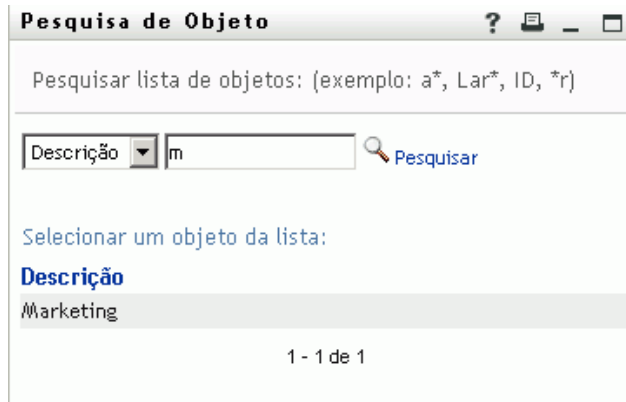 Pesquisa de Objeto ?
Pesquisar lista de objetos: (exemplo: a*, Lar*, ID, *r)
Descrição m Pesquisar
Selecionar um objeto da lista:
Descrição
Marketing
1 - 1 de 1